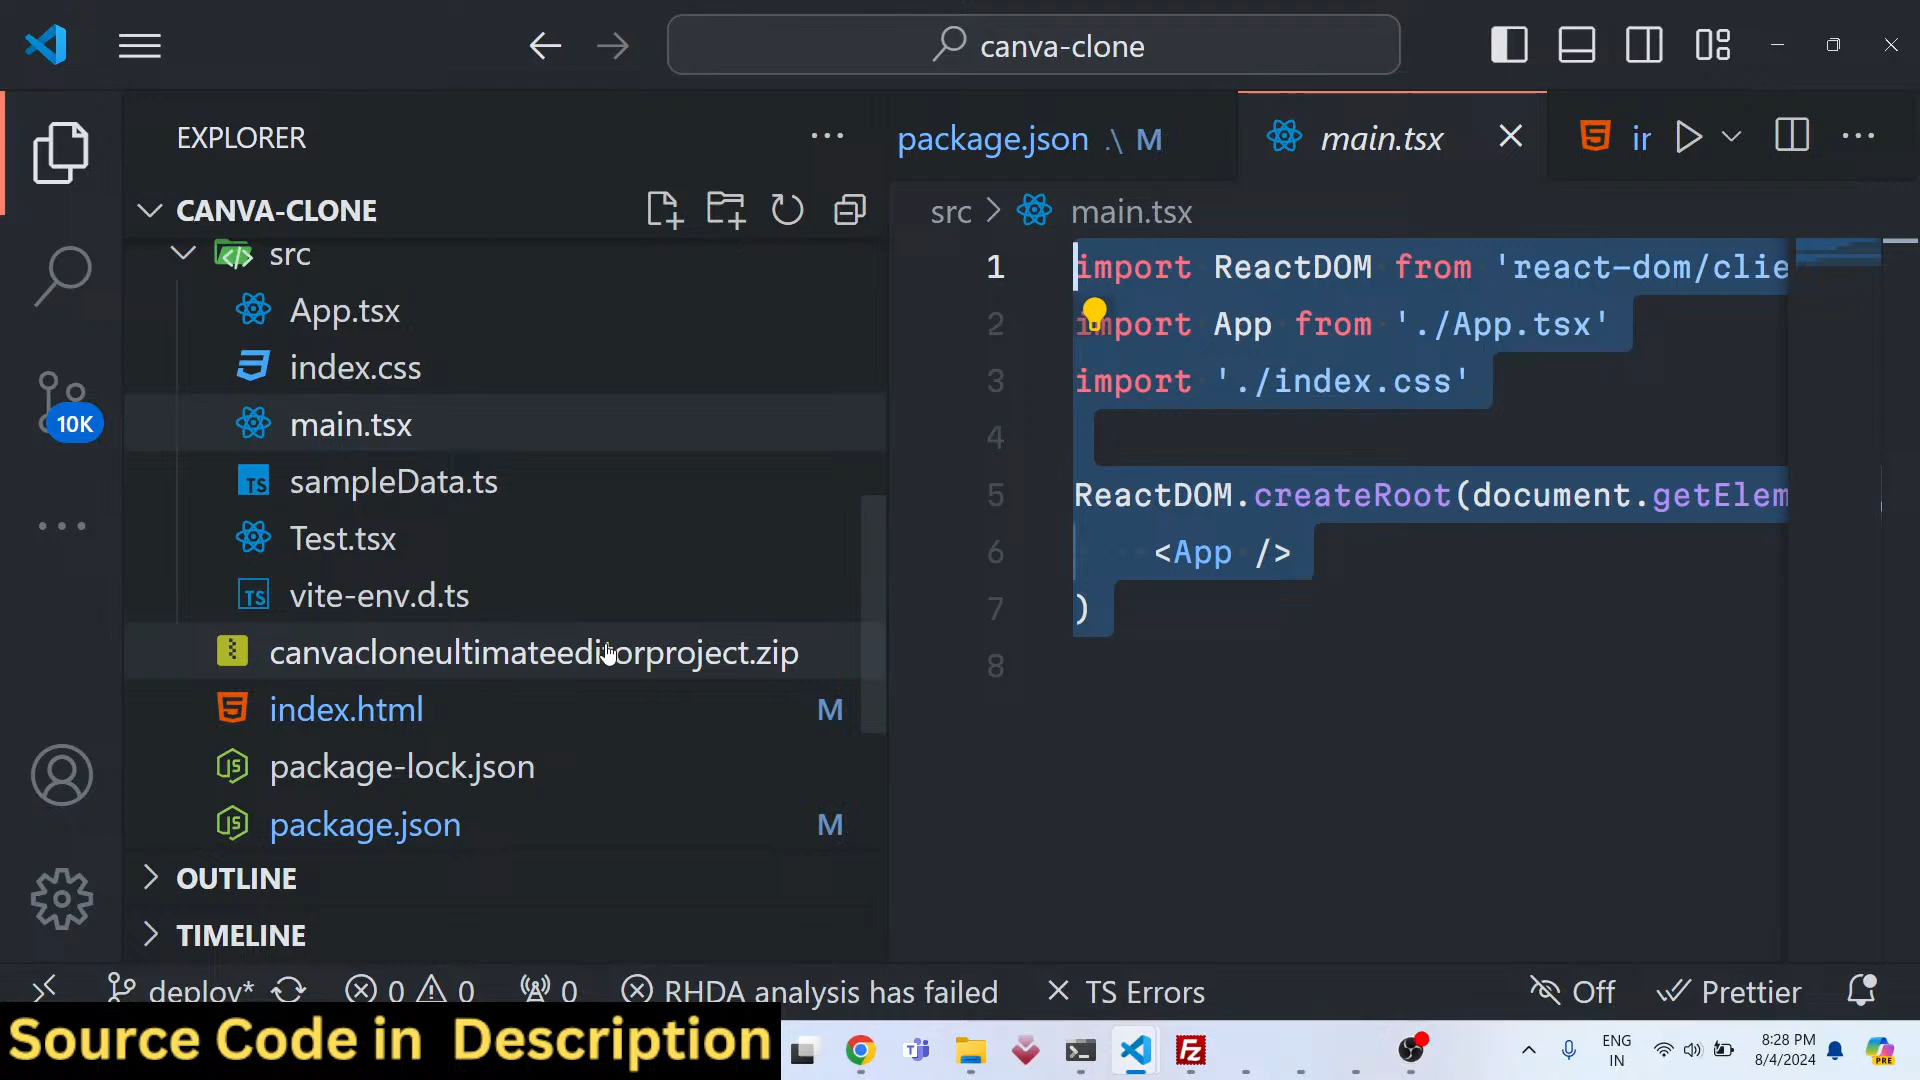 canva-clone
EXPLORER
package.json .\ M
main.tsx
CANVA-CLONE
src > main.tsx
src
App.tsx
index.css
main.tsx
sampleData.ts
Test.tsx
vite-env.d.ts
canvacloneultimateeditorproject.zip
index.html M
package-lock.json
package.json M
OUTLINE
TIMELINE
10K
1 import ReactDOM from 'react-dom/clie
2 import App from './App.tsx'
3 import './index.css'
4
5 ReactDOM.createRoot(document.getElem
6 <App />
7 )
8
deploy* 0 0 0 RHDA analysis has failed TS Errors Off Prettier
Source Code in Description
ENG
IN
8:28 PM
8/4/2024
PRE